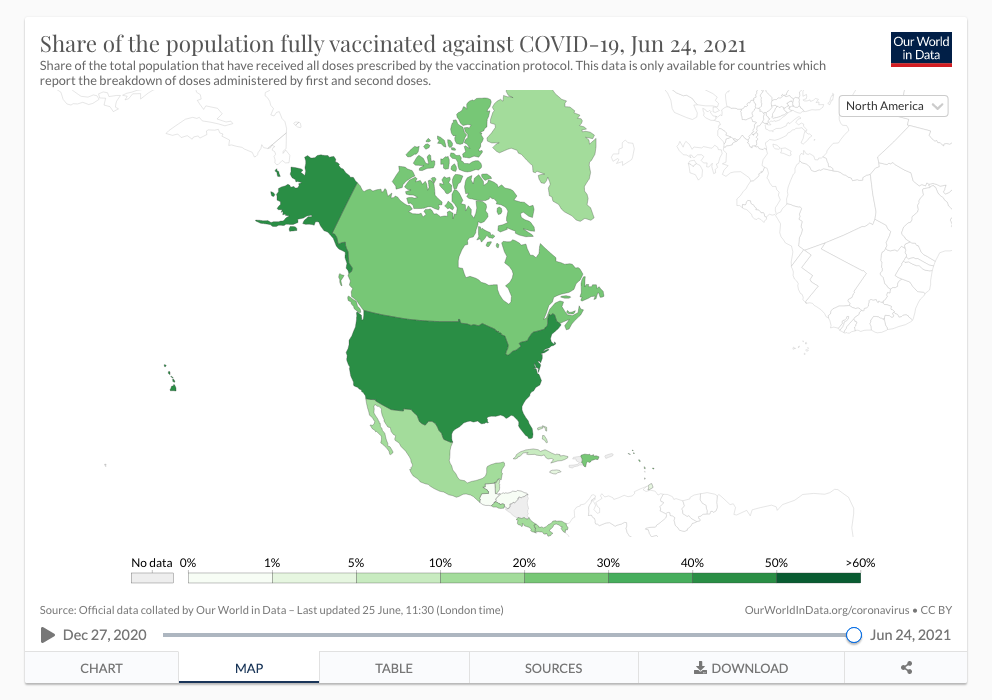 Share of the population fully vaccinated against COVID-19, Jun 24, 2021
Our World
in Data
Share of the total population that have received all doses prescribed by the vaccination protocol. This data is only available for countries which
report the breakdown of doses administered by first and second doses.
North America
No data 0% 1% 5% 10% 20% 30% 40% 50% >60%
Source: Official data collated by Our World in Data – Last updated 25 June, 11:30 (London time)
OurWorldInData.org/coronavirus • CC BY
Dec 27, 2020
Jun 24, 2021
CHART MAP TABLE SOURCES DOWNLOAD